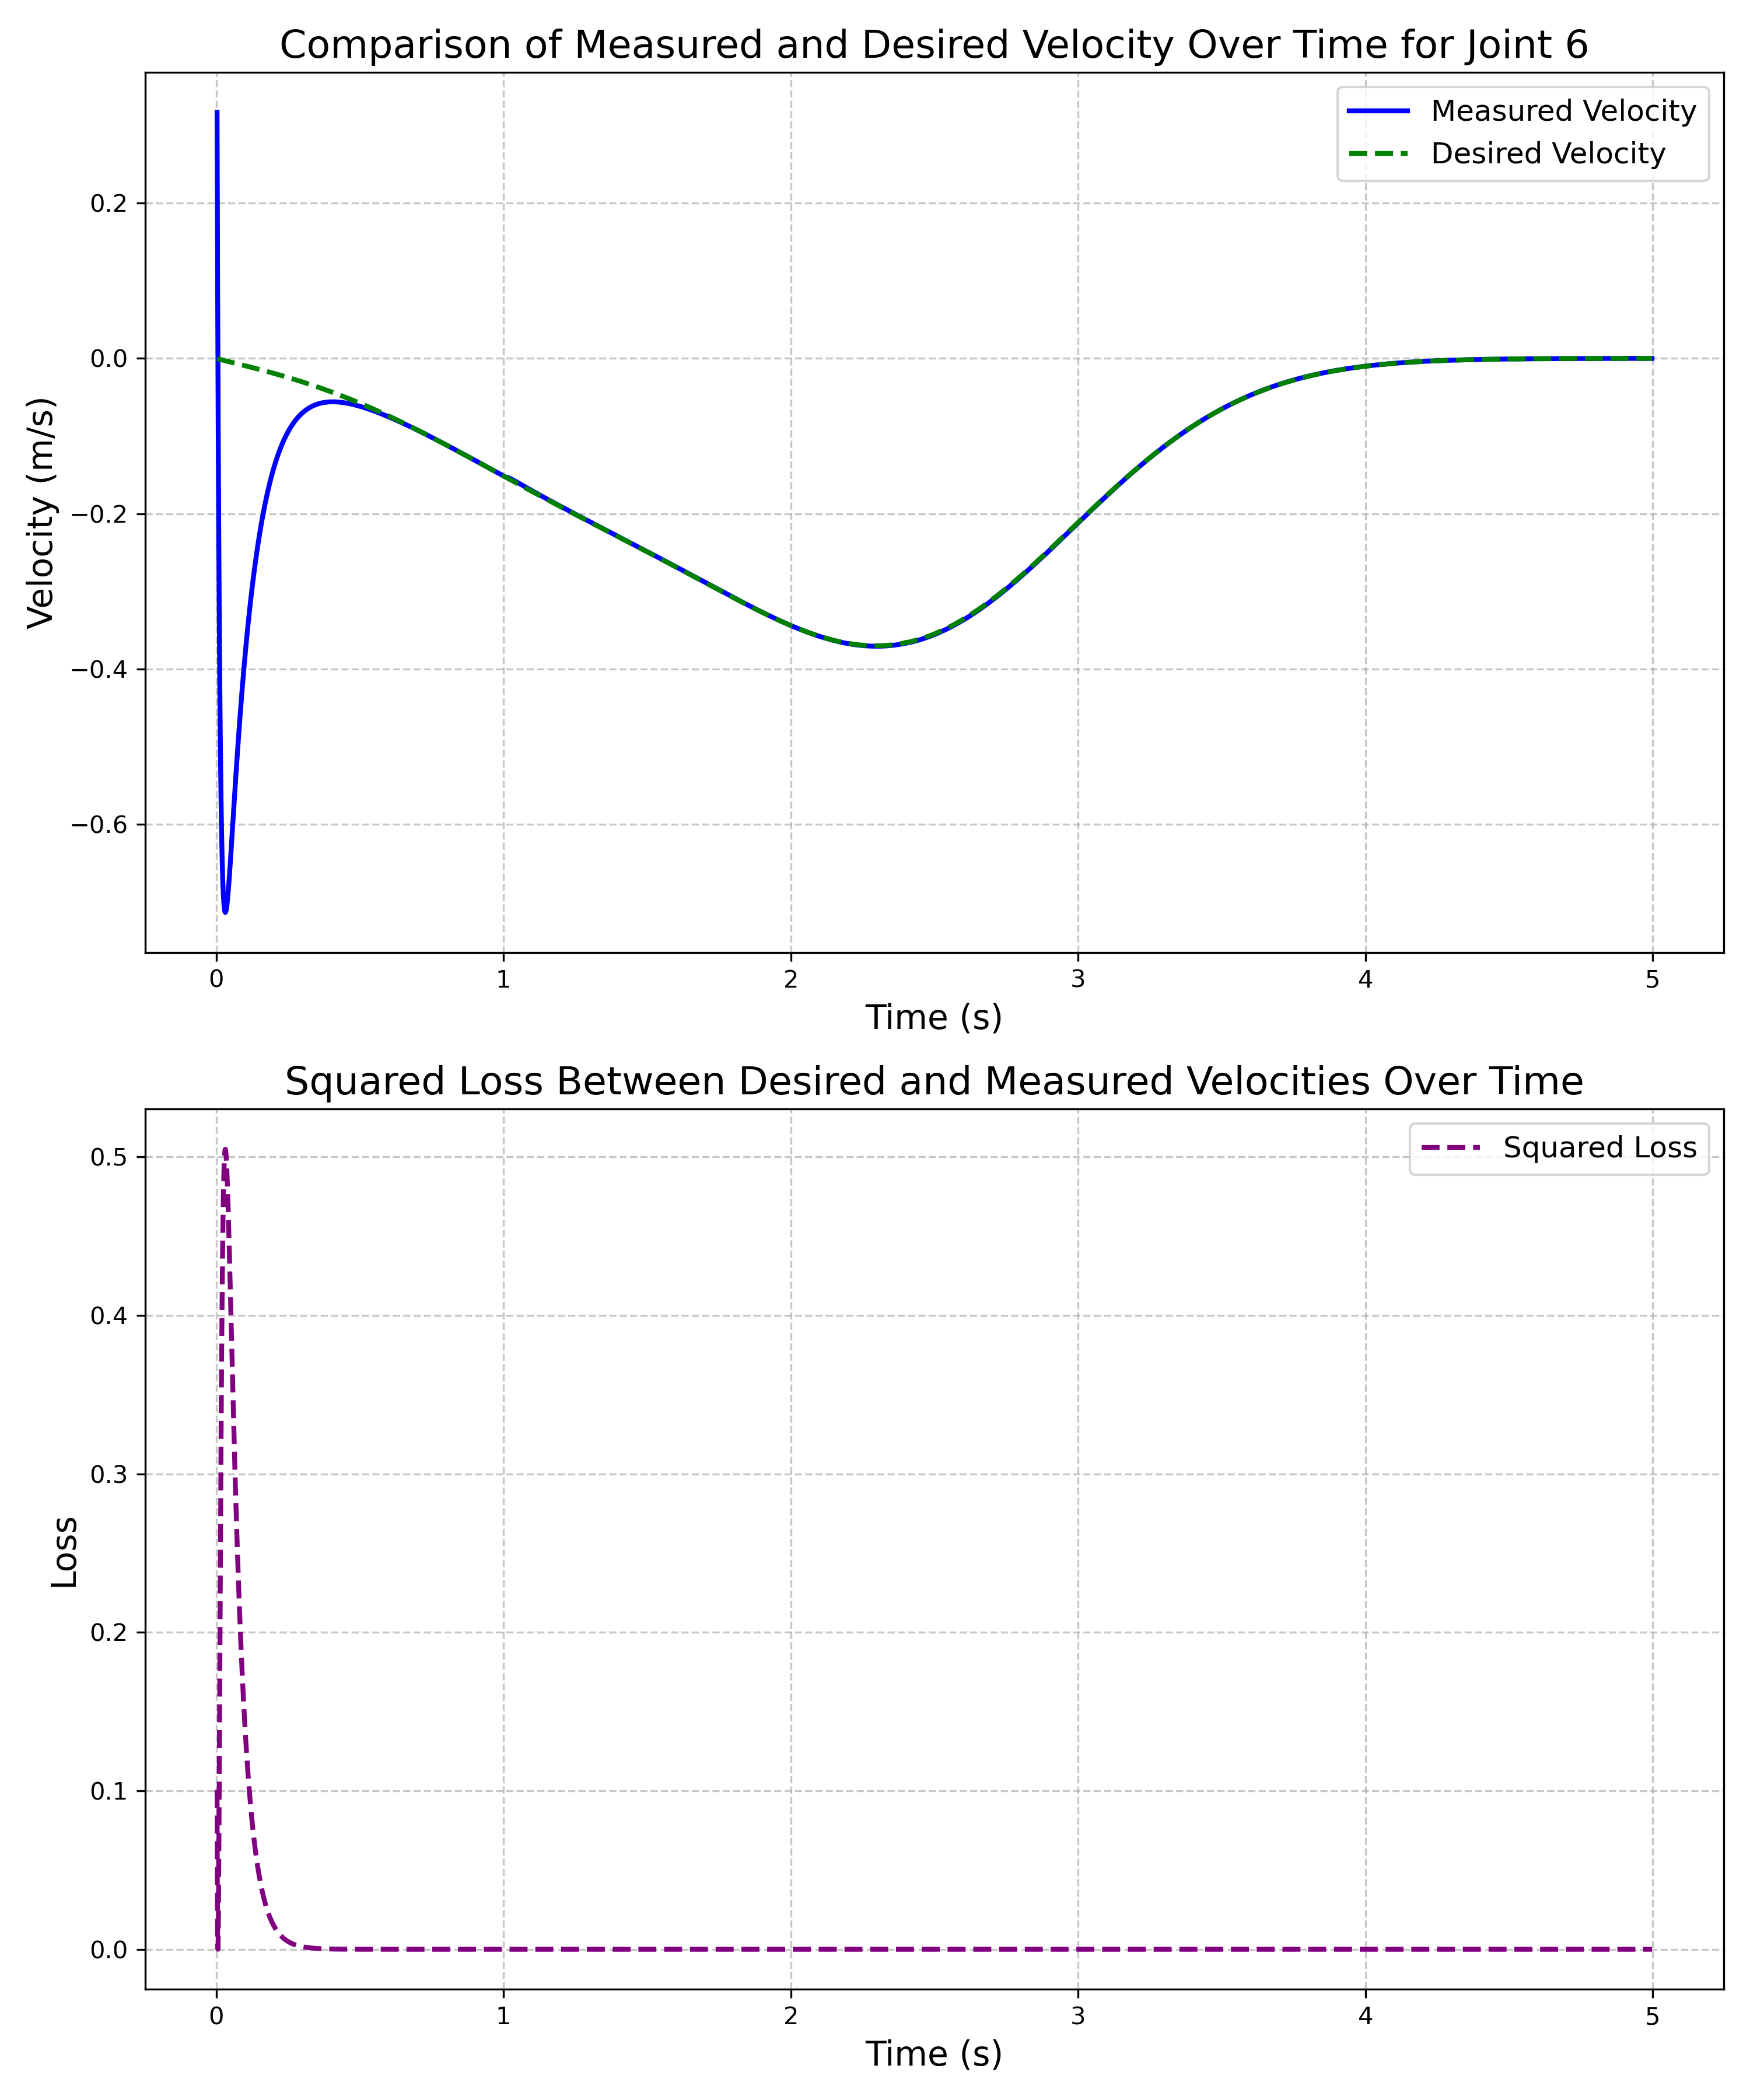 Comparison of Measured and Desired Velocity Over Time for Joint 6
Measured Velocity
Desired Velocity
Velocity (m/s)
0.2
0.0
−0.2
−0.4
−0.6
0 1 2 3 4 5
Time (s)
Squared Loss Between Desired and Measured Velocities Over Time
Squared Loss
Loss
0.5
0.4
0.3
0.2
0.1
0.0
0 1 2 3 4 5
Time (s)